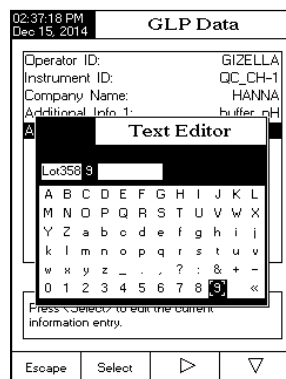 02:37:18 PM
Dec 15, 2014
GLP Data
Operator ID: GIZELLA
Instrument ID: QC_CH-1
Company Name: HANNA
Additional Info 1: buffer pH
A
Text Editor
Lot358 9
A B C D E F G H I J K L
M N O P Q R S T U V W X
Y Z a b c d e f g h i j
k l m n o p q r s t u v
w x y z _ . , ? : & + -
0 1 2 3 4 5 6 7 8 [9] «
Press <Select> to edit the current
information entry.
Escape Select ▷ ▽